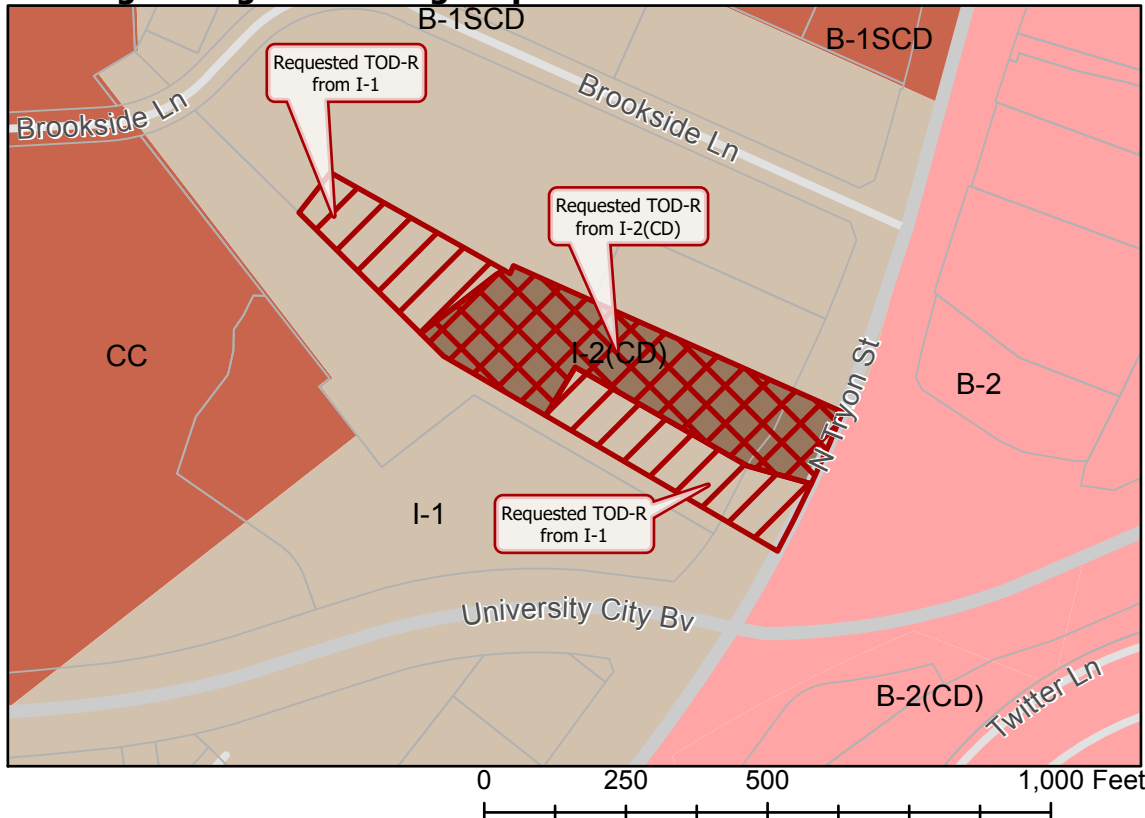 B-1SCD
B-1SCD
Requested TOD-R
from I-1
Brookside Ln
Brookside Ln
Requested TOD-R
from I-2(CD)
CC
I-2(CD)
N Tryon St
B-2
I-1
Requested TOD-R
from I-1
University City Bv
B-2(CD)
Twitter Ln
0 250 500 1,000 Feet